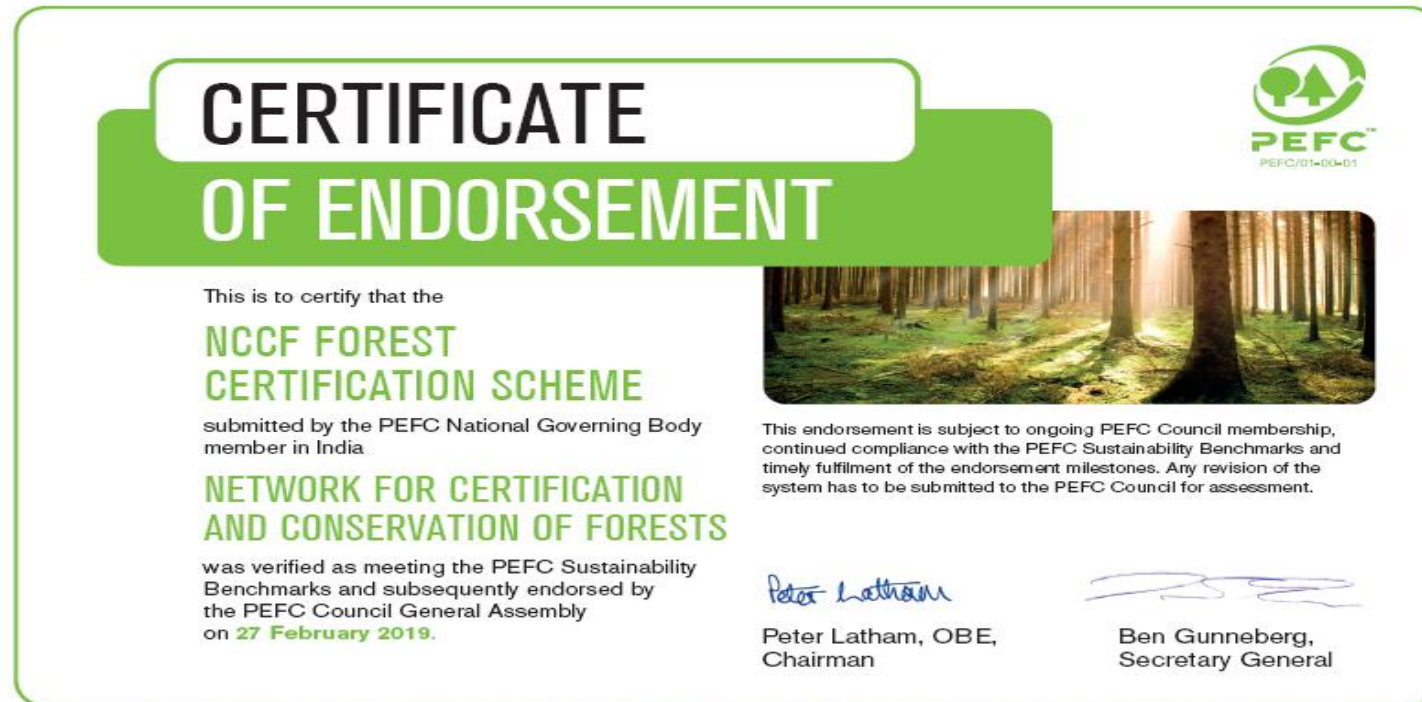 CERTIFICATE
OF ENDORSEMENT
PEFC™
PEFC/01-00-01
This is to certify that the
NCCF FOREST
CERTIFICATION SCHEME
submitted by the PEFC National Governing Body
member in India
NETWORK FOR CERTIFICATION
AND CONSERVATION OF FORESTS
was verified as meeting the PEFC Sustainability
Benchmarks and subsequently endorsed by
the PEFC Council General Assembly
on 27 February 2019.
This endorsement is subject to ongoing PEFC Council membership,
continued compliance with the PEFC Sustainability Benchmarks and
timely fulfilment of the endorsement milestones. Any revision of the
system has to be submitted to the PEFC Council for assessment.
Peter Latham
Peter Latham, OBE,
Chairman
Ben Gunneberg,
Secretary General